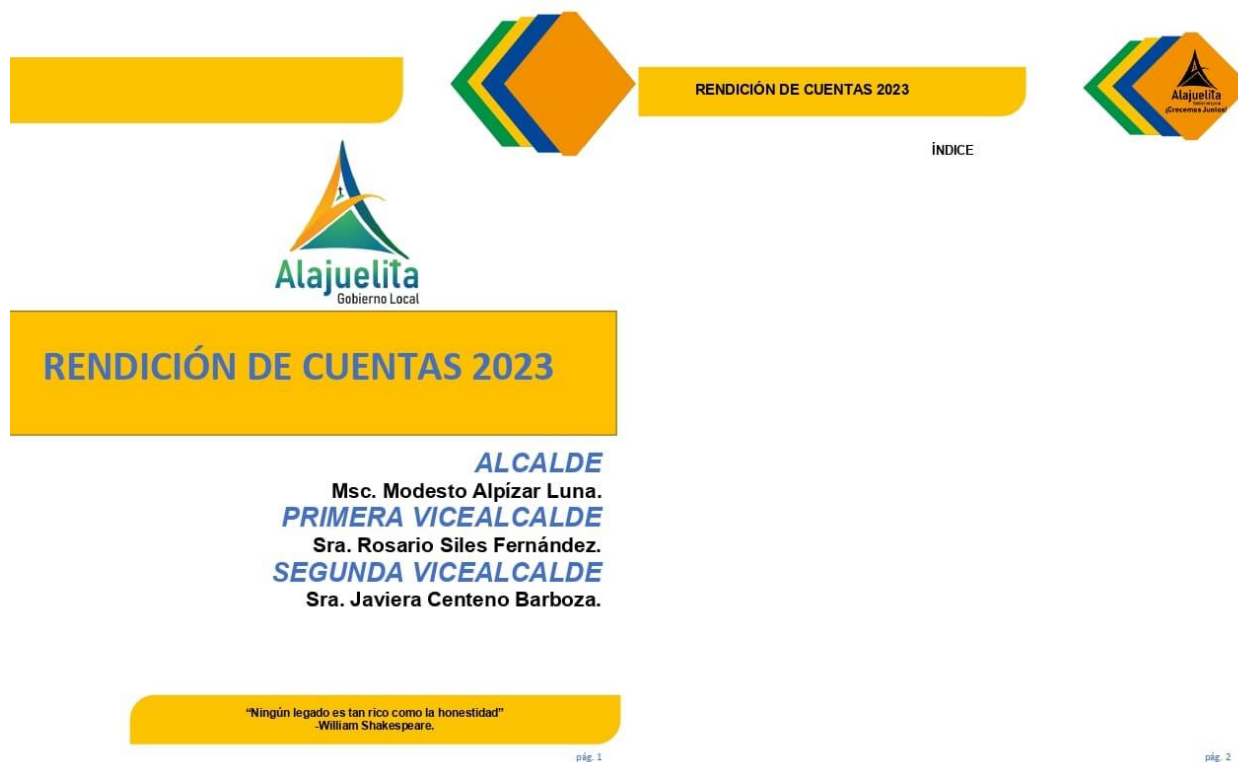 Alajuelita
Gobierno Local
RENDICIÓN DE CUENTAS 2023
ALCALDE
Msc. Modesto Alpízar Luna.
PRIMERA VICEALCALDE
Sra. Rosario Siles Fernández.
SEGUNDA VICEALCALDE
Sra. Javiera Centeno Barboza.
“Ningún legado es tan rico como la honestidad”
-William Shakespeare.
pág. 1
RENDICIÓN DE CUENTAS 2023
Alajuelita
Gobierno Local
¡Crecemos Juntos!
ÍNDICE
pág. 2